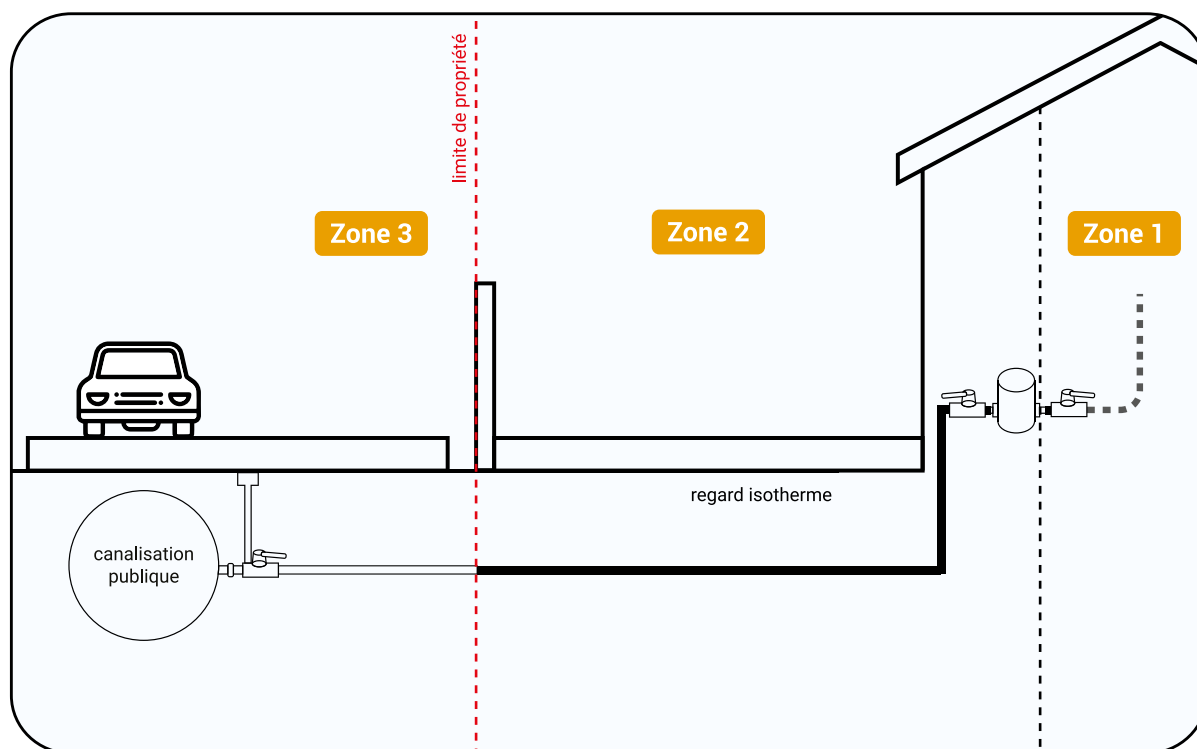 limite de propriété
Zone 3
Zone 2
Zone 1
regard isotherme
canalisation
publique